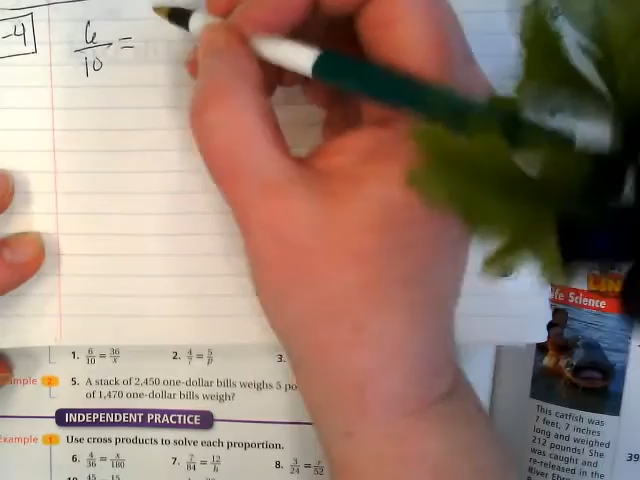 -4
6/10 =
1. 6/10 = 36/x 2. 4/7 = 5/p 3.
Example 2 5. A stack of 2,450 one-dollar bills weighs 5 po
of 1,470 one-dollar bills weigh?
INDEPENDENT PRACTICE
Example 1 Use cross products to solve each proportion.
6. 4/36 = x/180 7. 7/84 = 12/h 8. 3/24 = r/52
Life Science
This catfish was
7 feet, 7 inches
long and weighed
212 pounds! She
was caught and
re-released in the
River Ebro
39